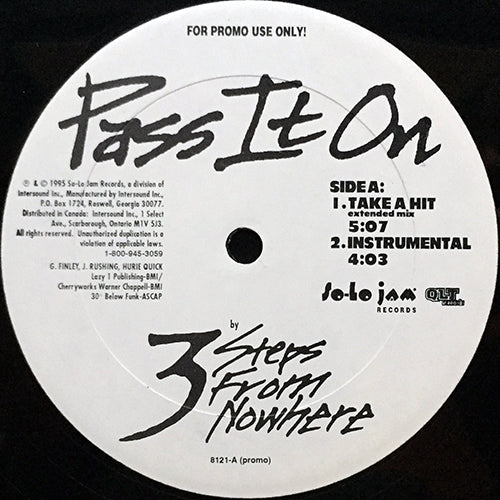 FOR PROMO USE ONLY!
Pass It On
℗ & © 1995 So-Lo Jam Records, a division of
Intersound Inc., Manufactured by Intersound Inc.,
P.O. Box 1724, Roswell, Georgia 30077.
Distributed in Canada: Intersound Inc., 1 Select
Ave., Scarborough, Ontario M1V 5J3.
All rights reserved. Unauthorized duplication is a
violation of applicable laws.
1-800-945-3059
G. FINLEY, J. RUSHING, HURIE QUICK
Lazy 1 Publishing-BMI/
Cherryworks Warner Chappell-BMI/
30° Below Funk-ASCAP
SIDE A:
1. TAKE A HIT
extended mix
5:07
2. INSTRUMENTAL
4:03
So-Lo jam
RECORDS
QLT
by
3 Steps
From
Nowhere
8121-A (promo)